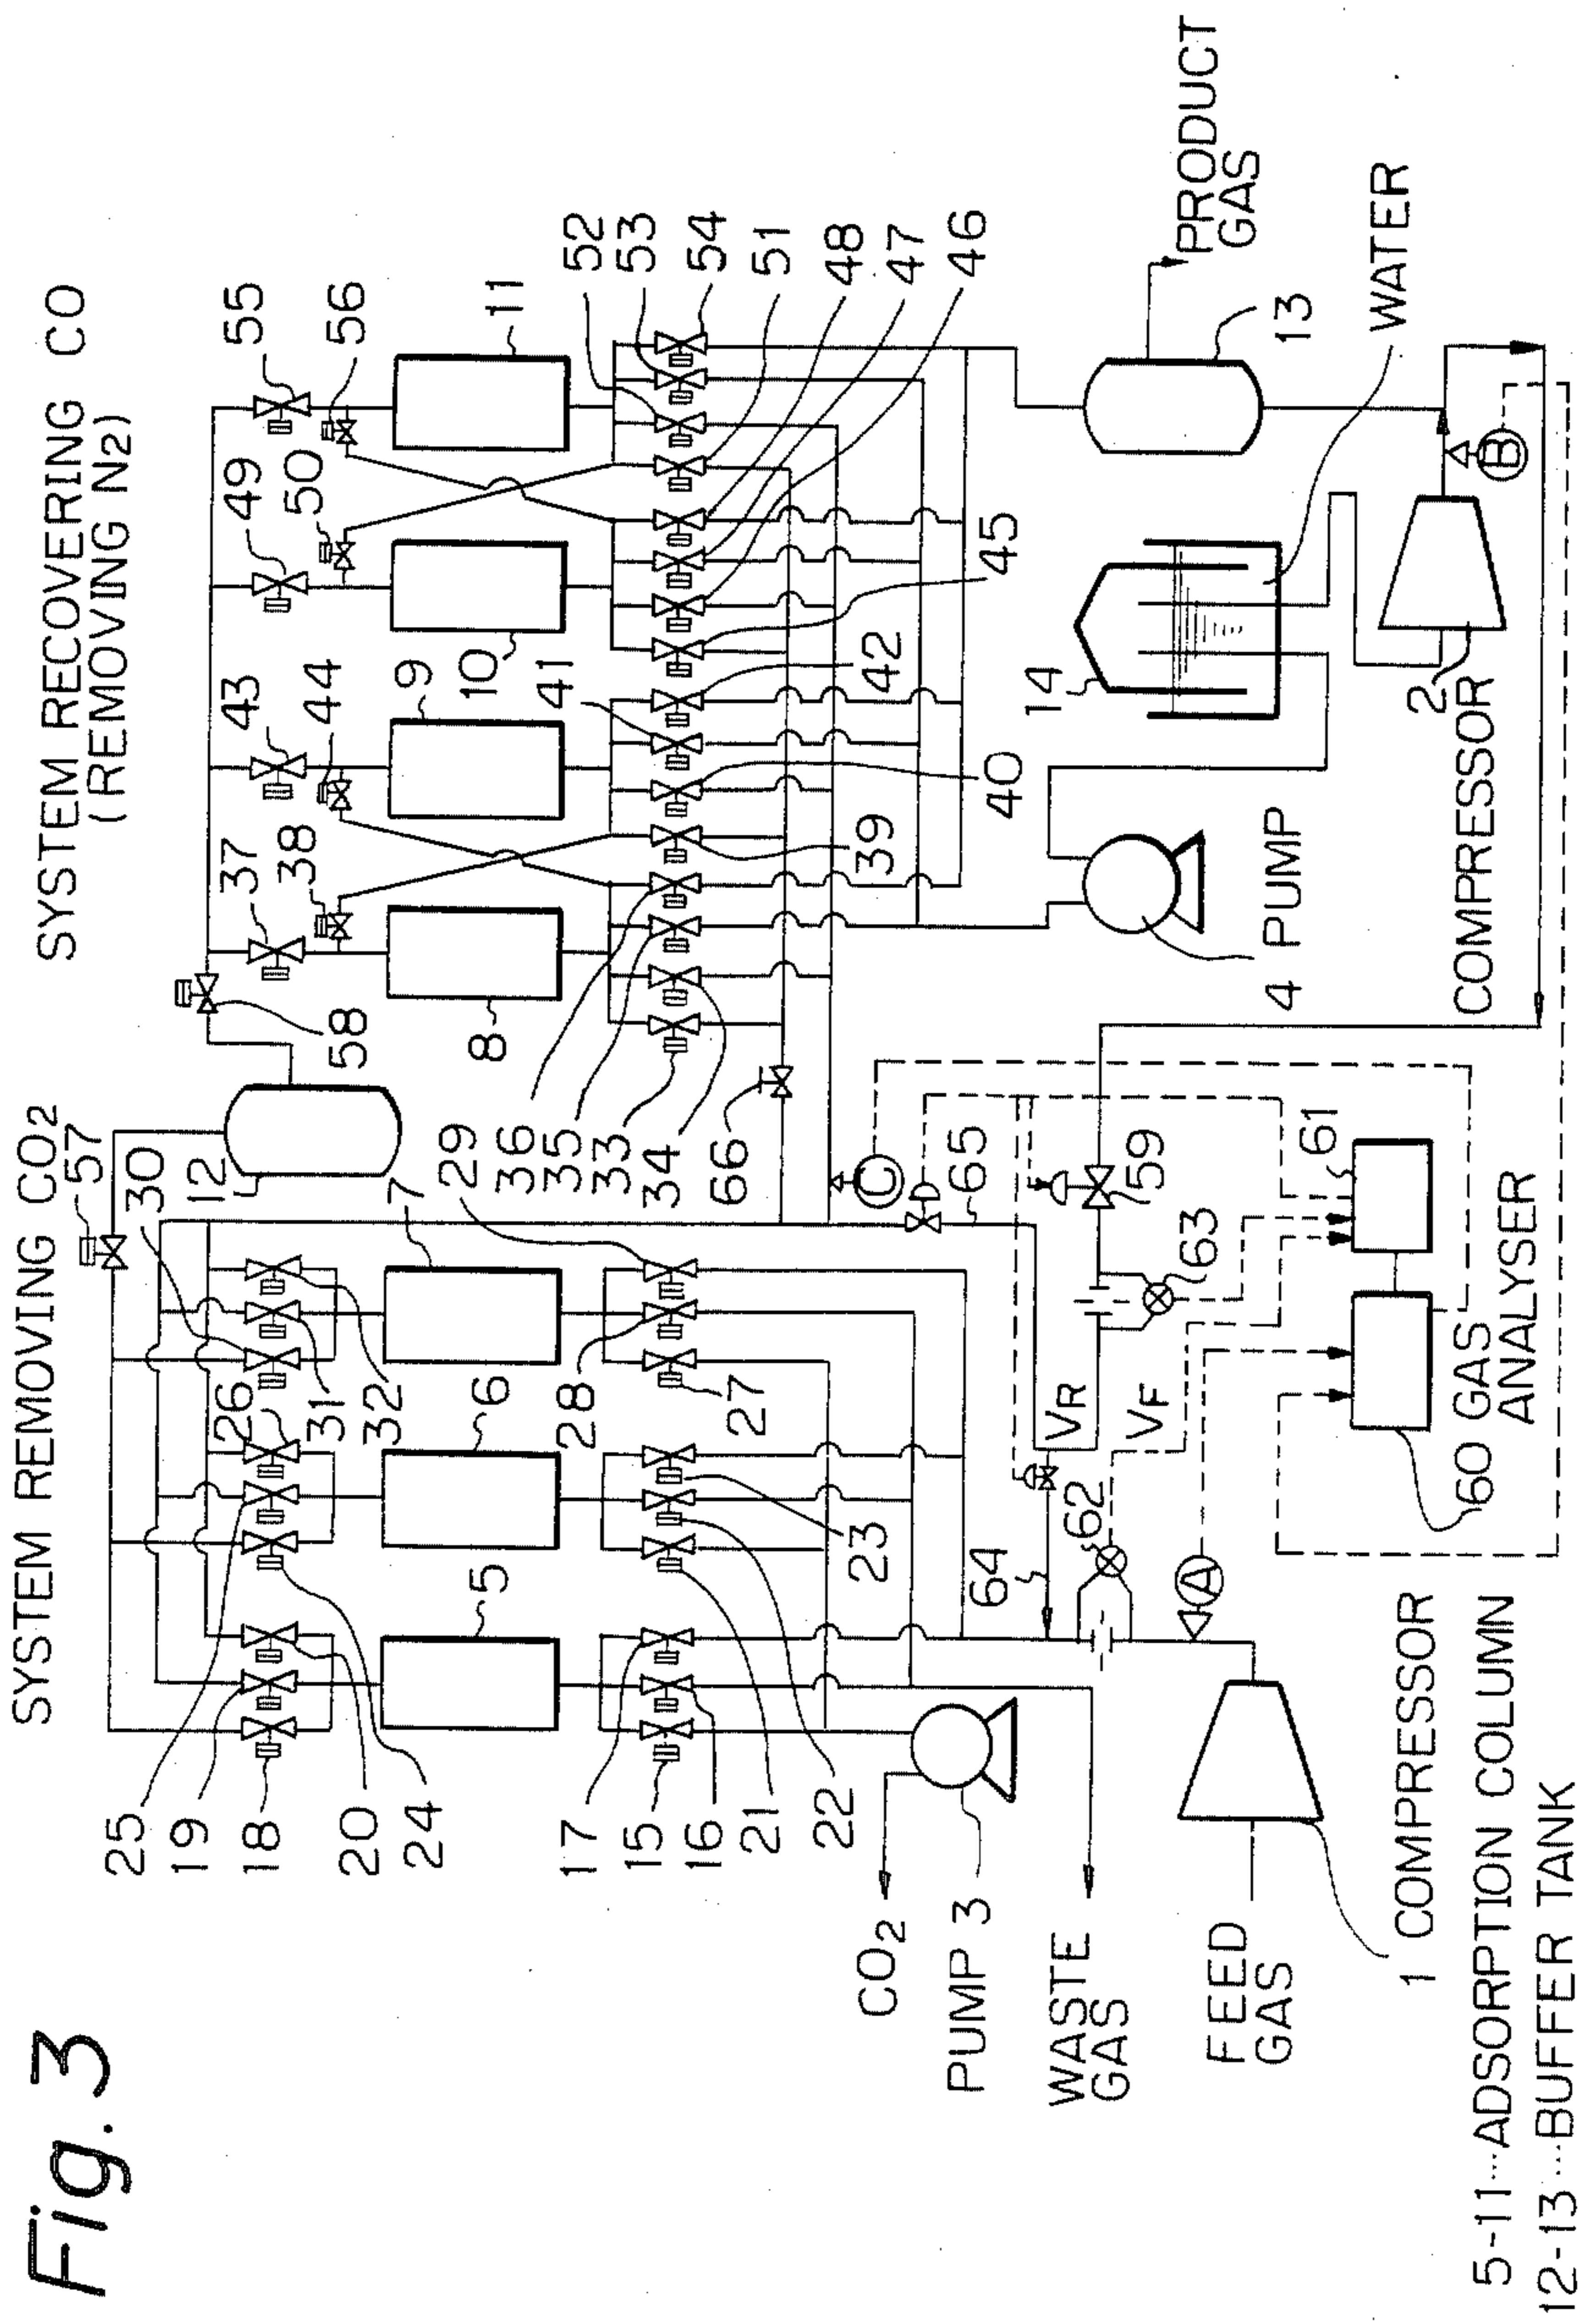 Fig. 3
SYSTEM REMOVING CO2
SYSTEM RECOVERING CO
(REMOVING N2)
57
30
12
58
37
38
43
44
49
50
55
56
25
19
18
20
24
26
31
32
5
6
7
29
8
9
10
11
17
15
16
21
22
23
28
27
36
35
33
34
66
41
42
40
39
45
52
53
54
51
48
47
46
CO2
PUMP 3
WASTE
GAS
FEED
GAS
1 COMPRESSOR
64
62
VR
VF
A
C
65
59
63
61
60 GAS
ANALYSER
4 PUMP
14
2
COMPRESSOR
B
13
WATER
PRODUCT
GAS
5-11...ADSORPTION COLUMN
12-13...BUFFER TANK